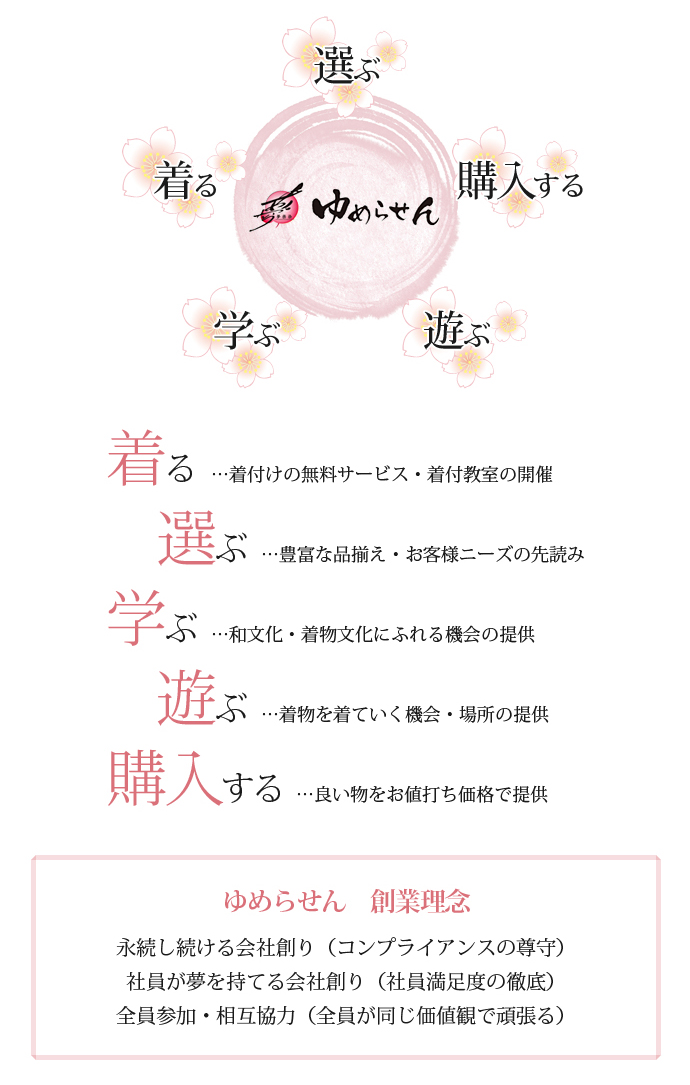 選ぶ
着る
購入する
夢 ゆめらせん
学ぶ
遊ぶ
着る …着付けの無料サービス・着付教室の開催
選ぶ …豊富な品揃え・お客様ニーズの先読み
学ぶ …和文化・着物文化にふれる機会の提供
遊ぶ …着物を着ていく機会・場所の提供
購入する …良い物をお値打ち価格で提供
ゆめらせん　創業理念
永続し続ける会社創り（コンプライアンスの尊守）
社員が夢を持てる会社創り（社員満足度の徹底）
全員参加・相互協力（全員が同じ価値観で頑張る）